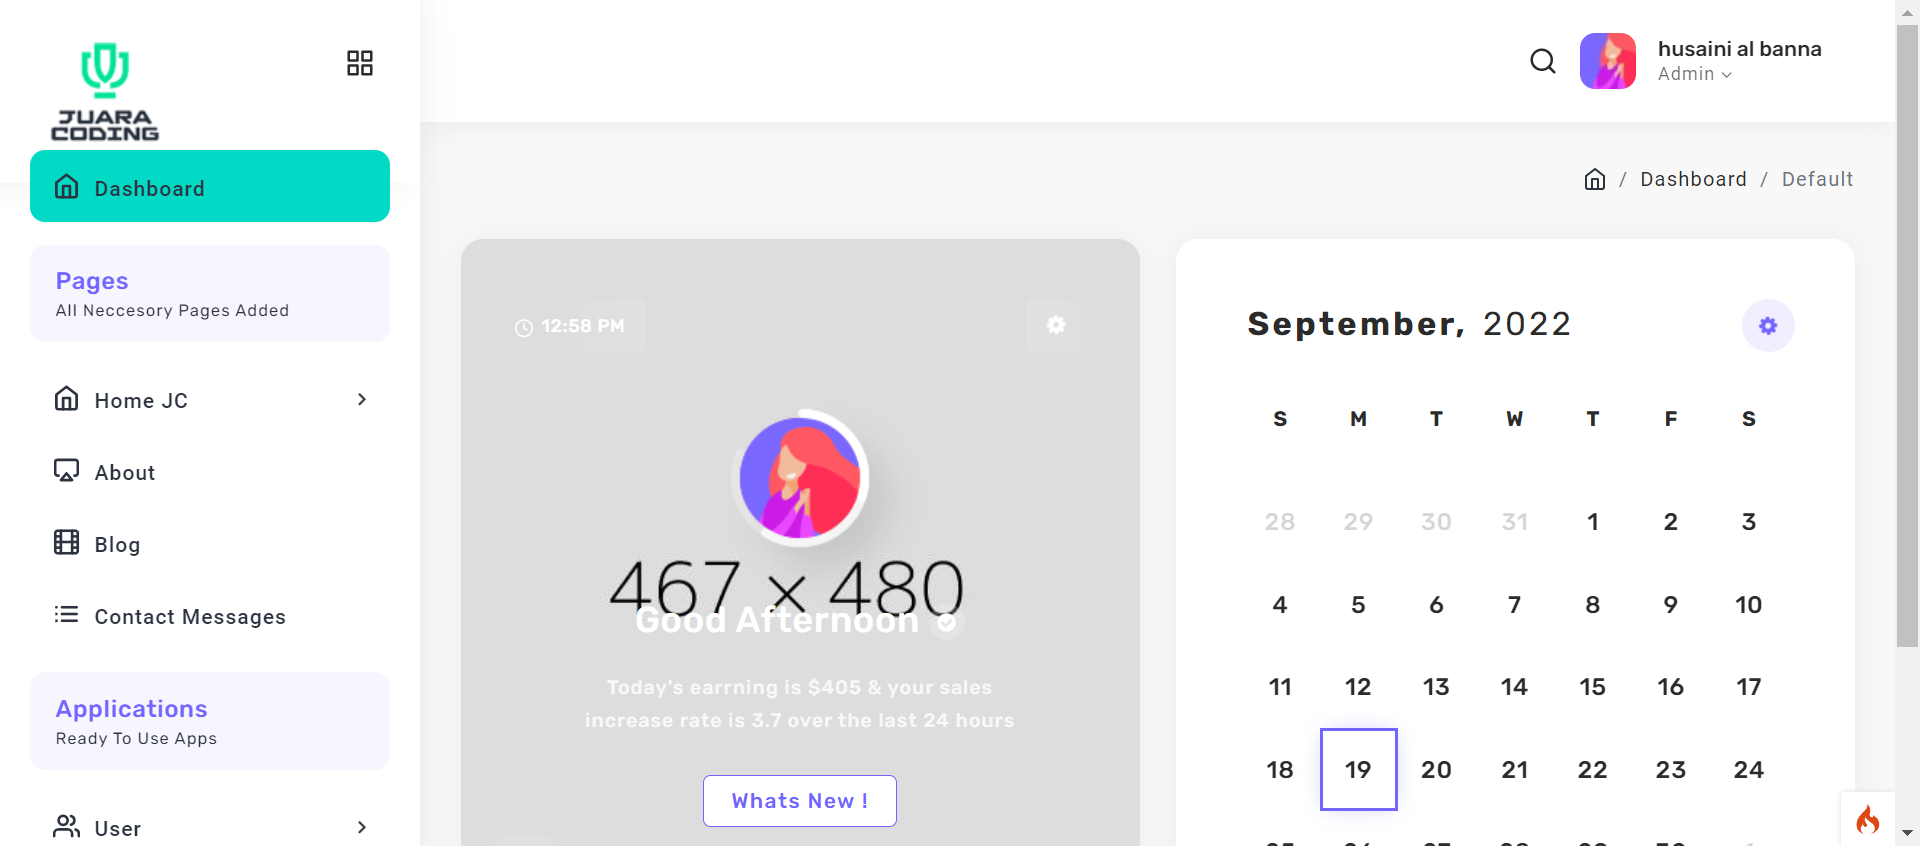 JUARA
CODING
Dashboard
Pages
All Neccesory Pages Added
Home JC
About
Blog
Contact Messages
Applications
Ready To Use Apps
User
husaini al banna
Admin
/ Dashboard / Default
12:58 PM
467 × 480
Good Afternoon
Today's earrning is $405 & your sales
increase rate is 3.7 over the last 24 hours
Whats New !
September, 2022
S M T W T F S
28 29 30 31 1 2 3
4 5 6 7 8 9 10
11 12 13 14 15 16 17
18 19 20 21 22 23 24